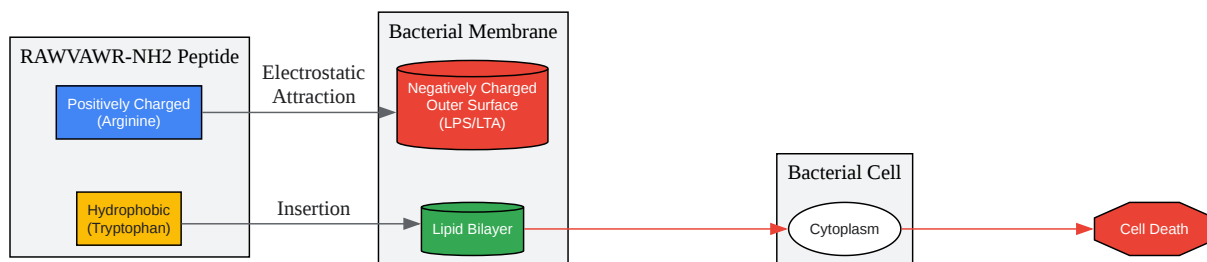 RAWVAWR-NH2 Peptide
Positively Charged
(Arginine)
Hydrophobic
(Tryptophan)
Electrostatic
Attraction
Insertion
Bacterial Membrane
Negatively Charged
Outer Surface
(LPS/LTA)
Lipid Bilayer
Bacterial Cell
Cytoplasm
Cell Death